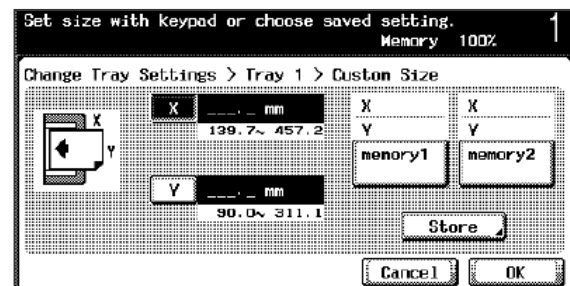 Set size with keypad or choose saved setting.
Memory 100% 1
Change Tray Settings > Tray 1 > Custom Size
X
Y
X ___._ mm
139.7~ 457.2
Y ___._ mm
90.0~ 311.1
X X
Y Y
memory1 memory2
Store
Cancel OK